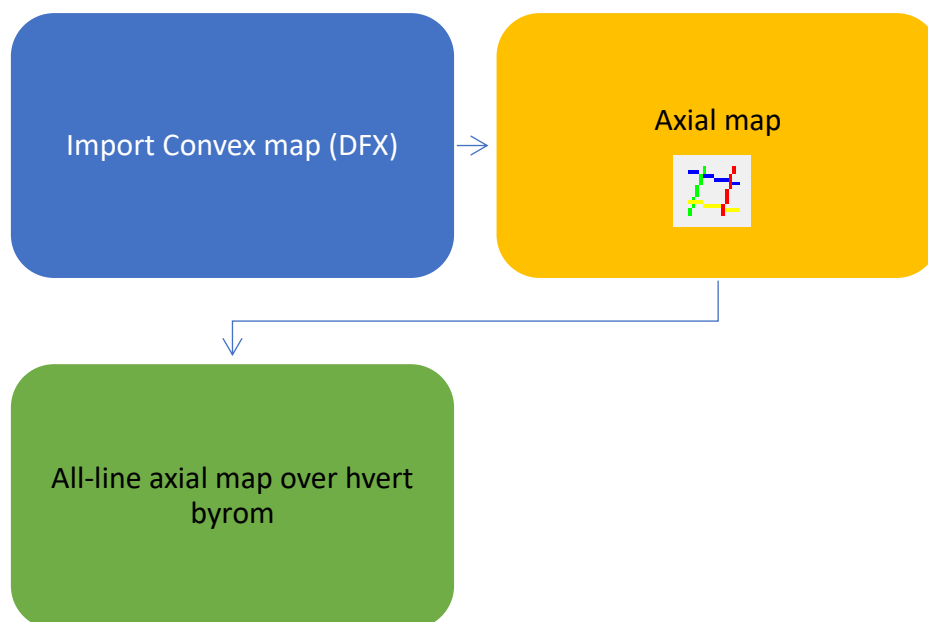 Import Convex map (DFX)
Axial map
All-line axial map over hvert
byrom